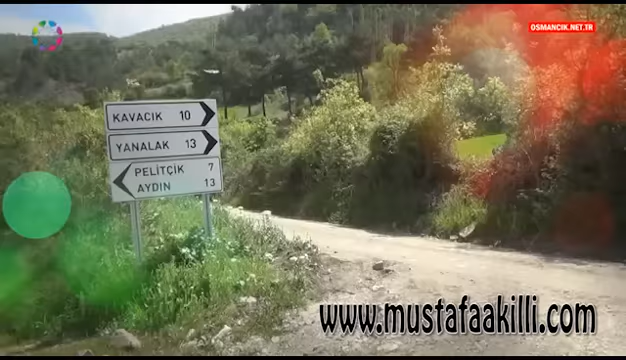 OSMANCIK.NET.TR
KAVACIK 10
YANALAK 13
PELİTÇİK 7
AYDIN 13
www.mustafaakilli.com